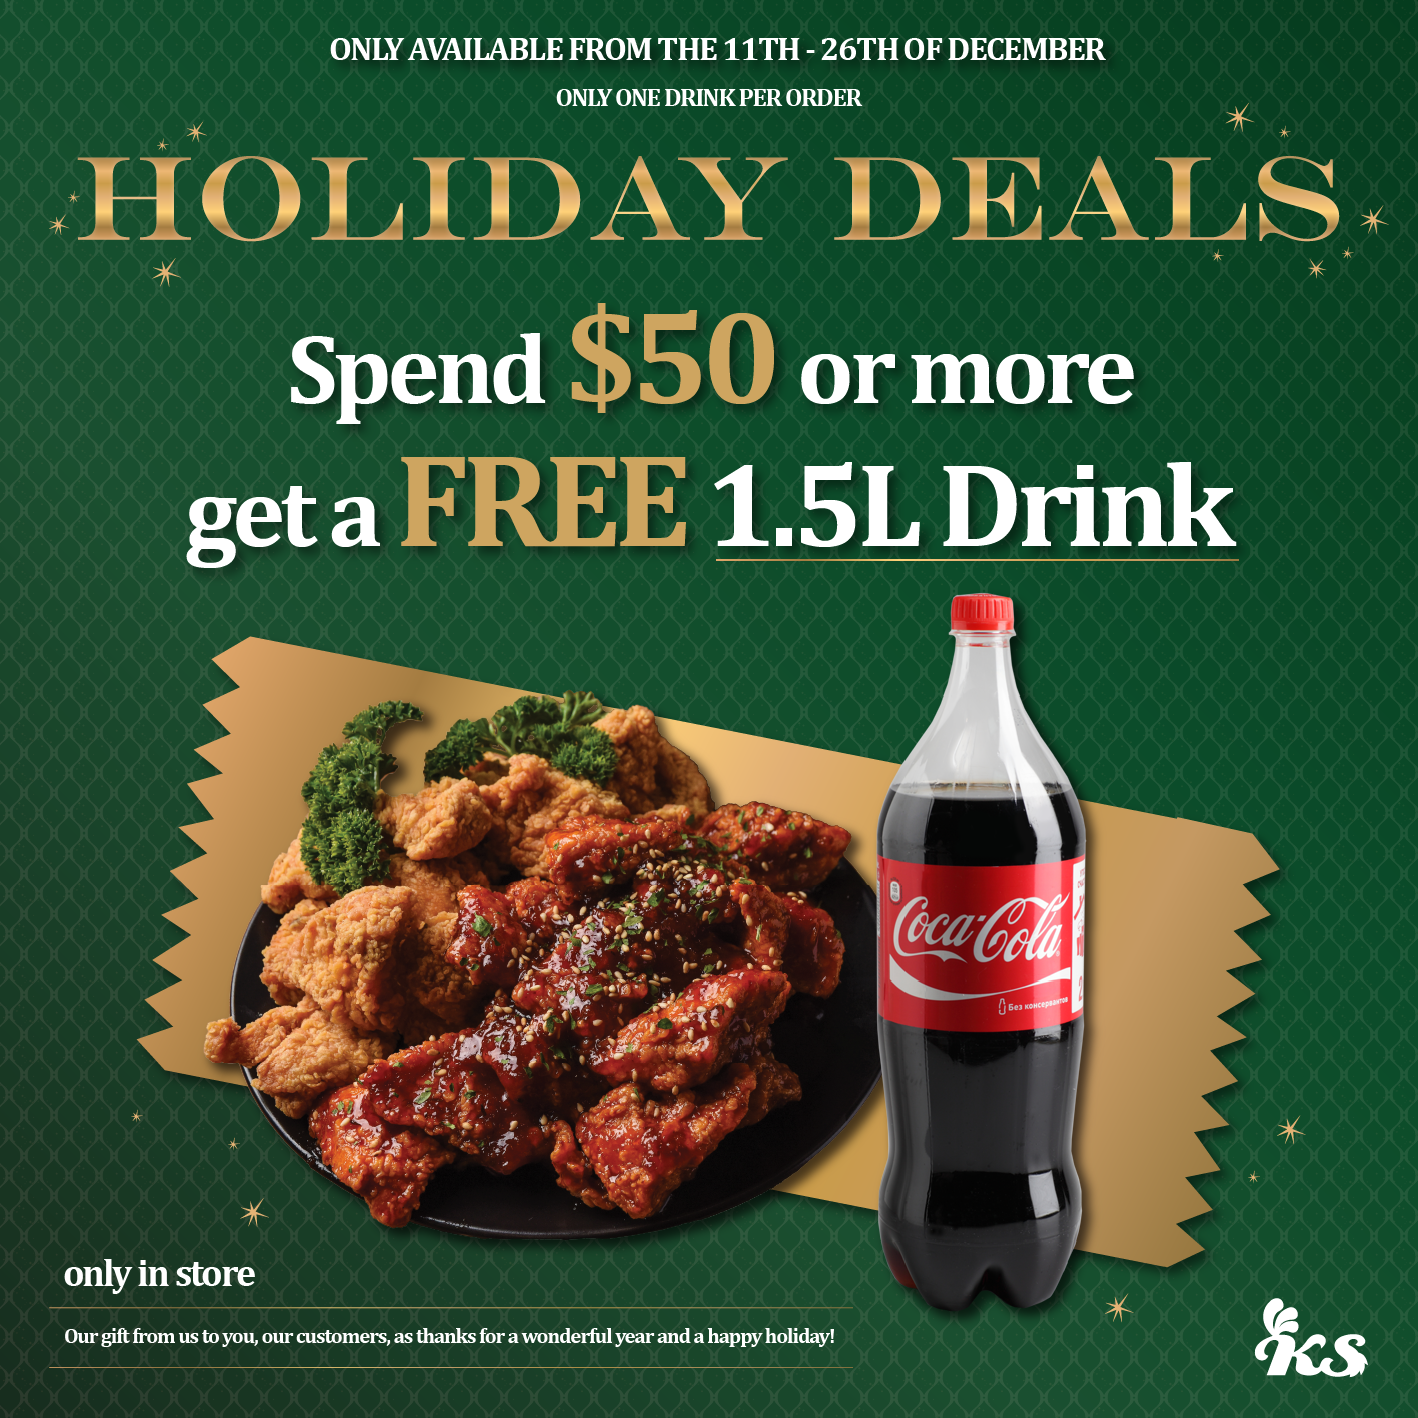 ONLY AVAILABLE FROM THE 11TH - 26TH OF DECEMBER
ONLY ONE DRINK PER ORDER
HOLIDAY DEALS
Spend $50 or more
get a FREE 1.5L Drink
Coca-Cola
Без консервантов
only in store
Our gift from us to you, our customers, as thanks for a wonderful year and a happy holiday!
KS